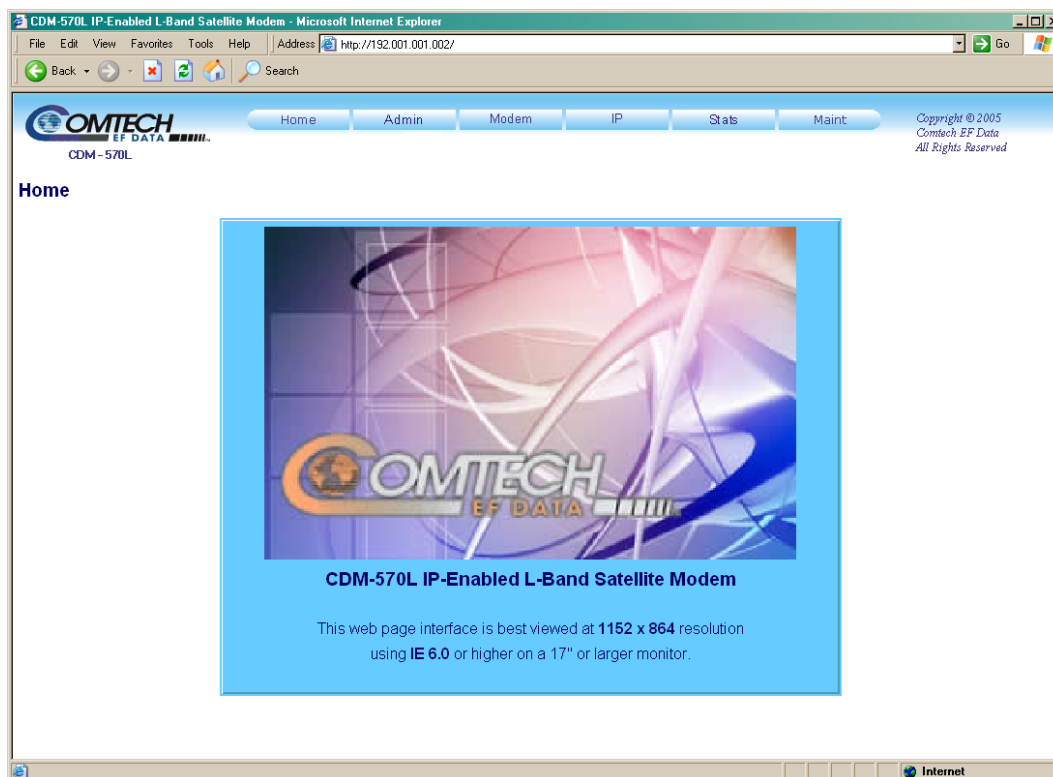 CDM-570L IP-Enabled L-Band Satellite Modem - Microsoft Internet Explorer
File Edit View Favorites Tools Help Address http://192.001.001.002/ Go
Back Search
COMTECH
EF DATA
CDM - 570L
Home Admin Modem IP Stats Maint
Copyright © 2005
Comtech EF Data
All Rights Reserved
Home
COMTECH
EF DATA
CDM-570L IP-Enabled L-Band Satellite Modem
This web page interface is best viewed at 1152 x 864 resolution
using IE 6.0 or higher on a 17" or larger monitor.
Internet